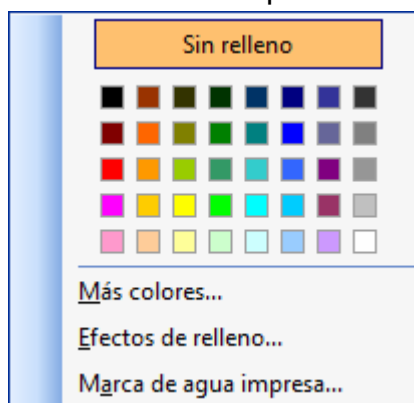 Sin relleno
Más colores...
Efectos de relleno...
Marca de agua impresa...